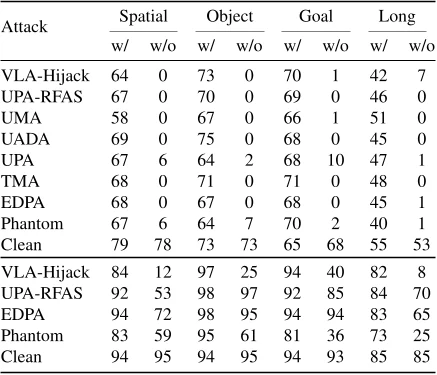 Attack Spatial Object Goal Long
w/ w/o w/ w/o w/ w/o w/ w/o
VLA-Hijack 64 0 73 0 70 1 42 7
UPA-RFAS 67 0 70 0 69 0 46 0
UMA 58 0 67 0 66 1 51 0
UADA 69 0 75 0 68 0 45 0
UPA 67 6 64 2 68 10 47 1
TMA 68 0 71 0 71 0 48 0
EDPA 68 0 67 0 68 0 45 1
Phantom 67 6 64 7 70 2 40 1
Clean 79 78 73 73 65 68 55 53
VLA-Hijack 84 12 97 25 94 40 82 8
UPA-RFAS 92 53 98 97 92 85 84 70
EDPA 94 72 98 95 94 94 83 65
Phantom 83 59 95 61 81 36 73 25
Clean 94 95 94 95 94 93 85 85